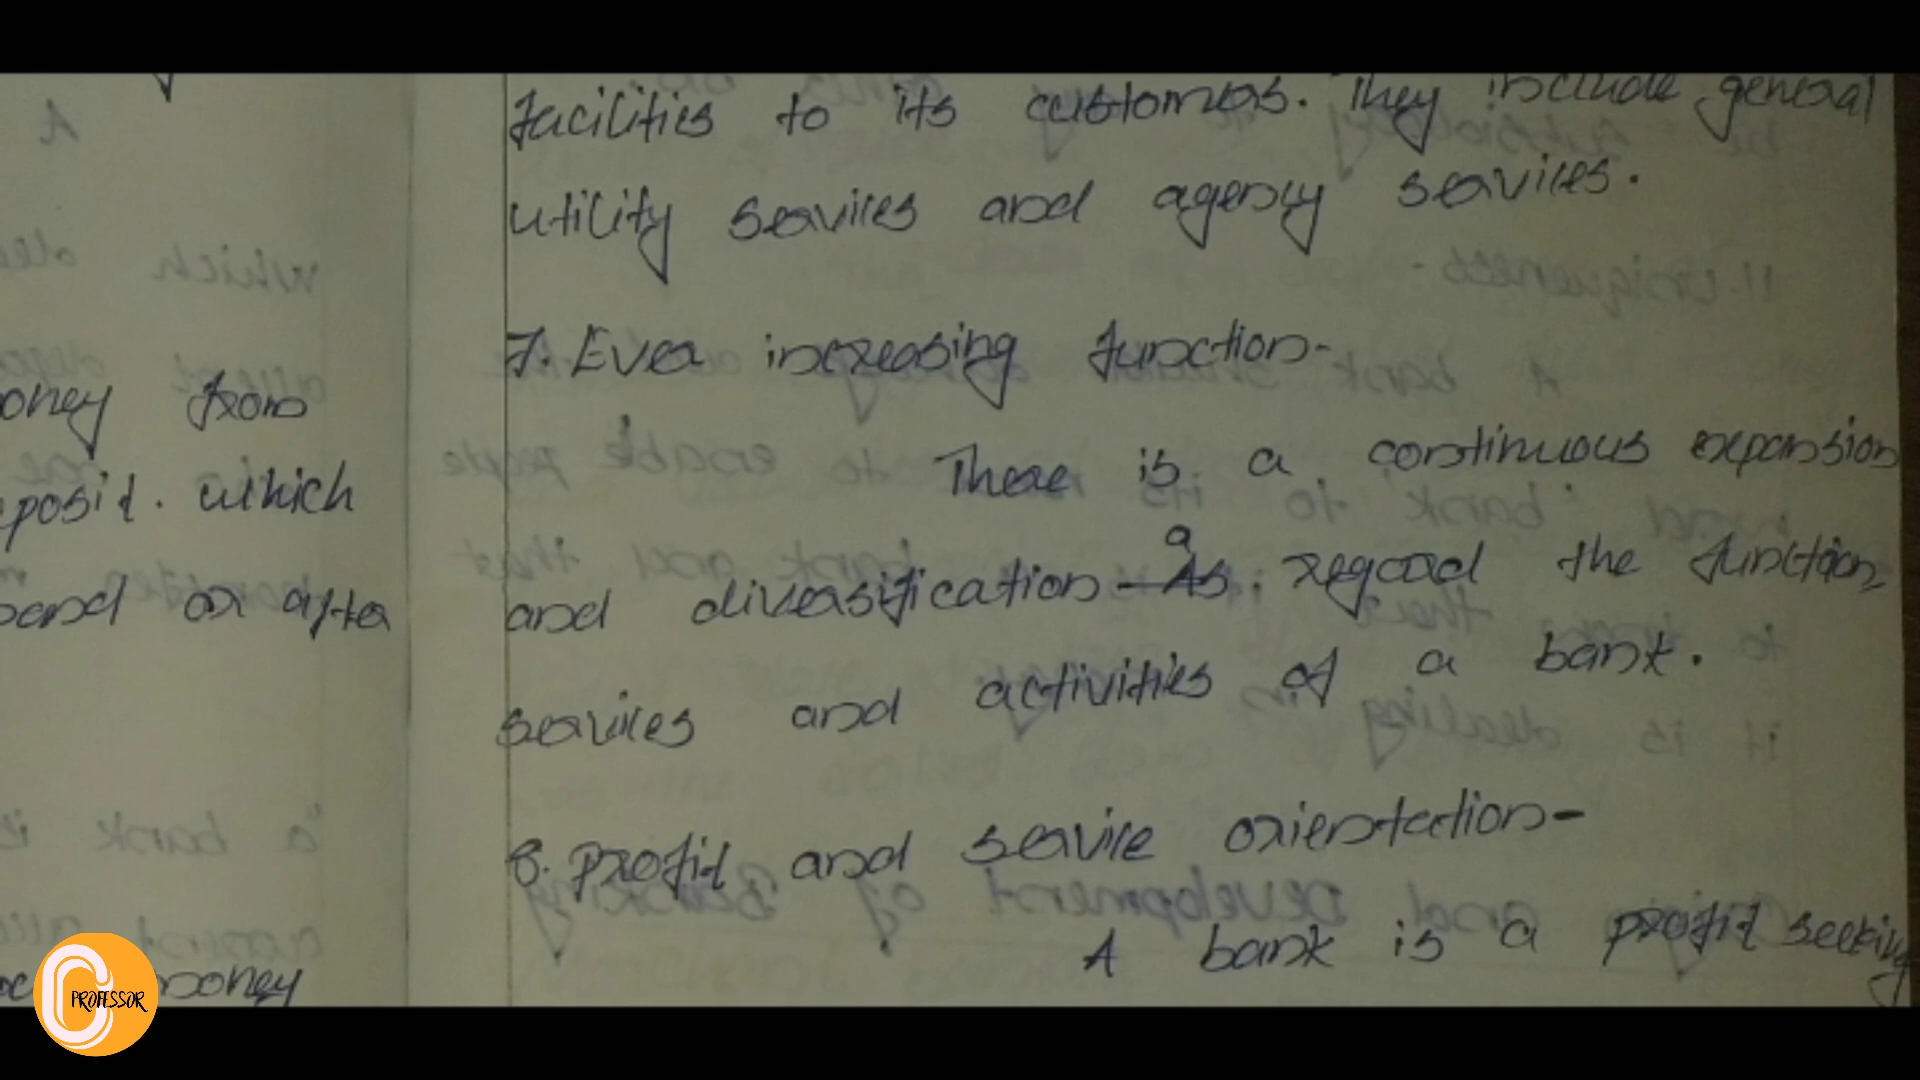 oney from
posit. which
and or after
money
facilities to its customers. They include general
utility services and agency services.
7. Ever increasing function-
There is a continuous expansion
and diversification as regard the function,
services and activities of a bank.
8. Profit and service orientation-
A bank is a profit seeking
C PROFESSOR